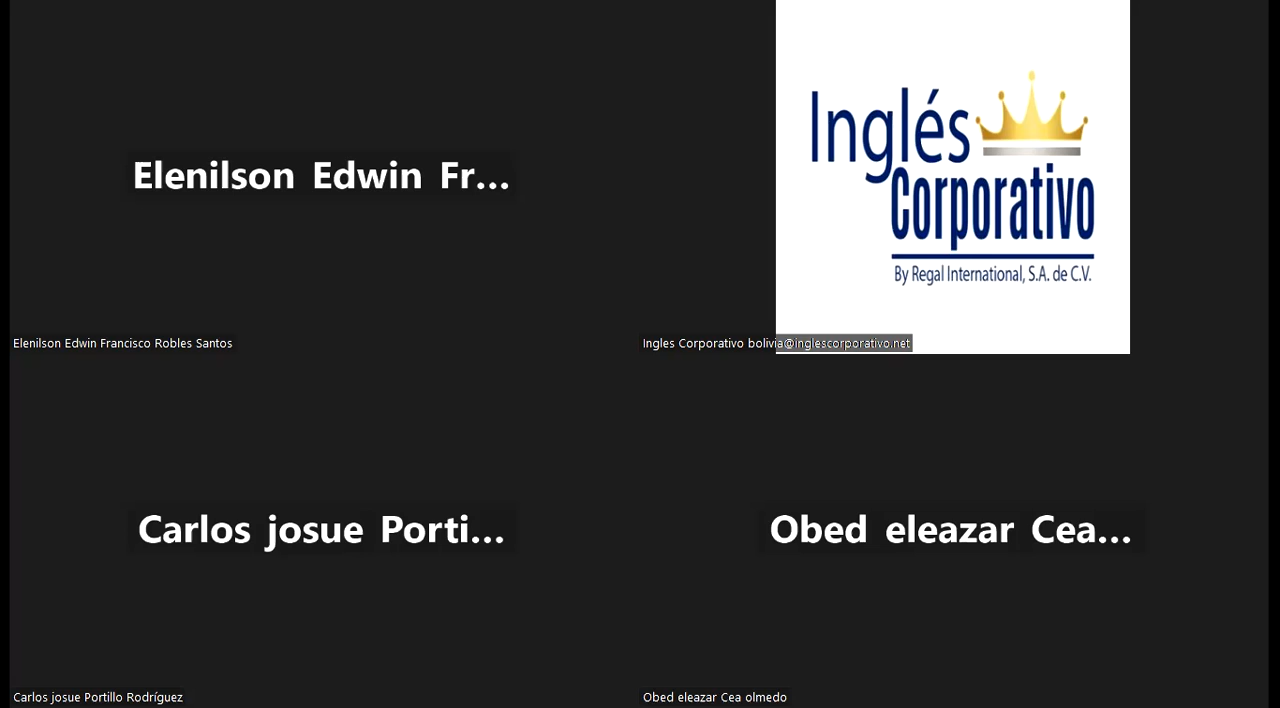 Elenilson Edwin Fr...
Elenilson Edwin Francisco Robles Santos
Inglés
Corporativo
By Regal International, S.A. de C.V.
Ingles Corporativo bolivia@inglescorporativo.net
Carlos josue Porti...
Carlos josue Portillo Rodríguez
Obed eleazar Cea...
Obed eleazar Cea olmedo